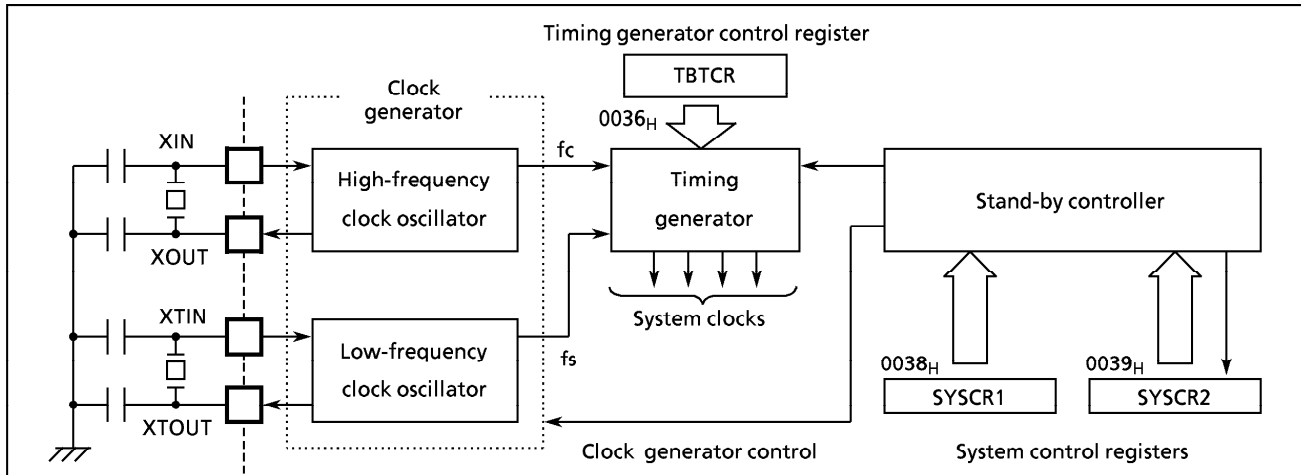 Timing generator control register
TBTCR
0036H
Clock
generator
XIN
XOUT
High-frequency
clock oscillator
fc
Timing
generator
Stand-by controller
System clocks
XTIN
XTOUT
Low-frequency
clock oscillator
fs
0038H
SYSCR1
0039H
SYSCR2
Clock generator control
System control registers